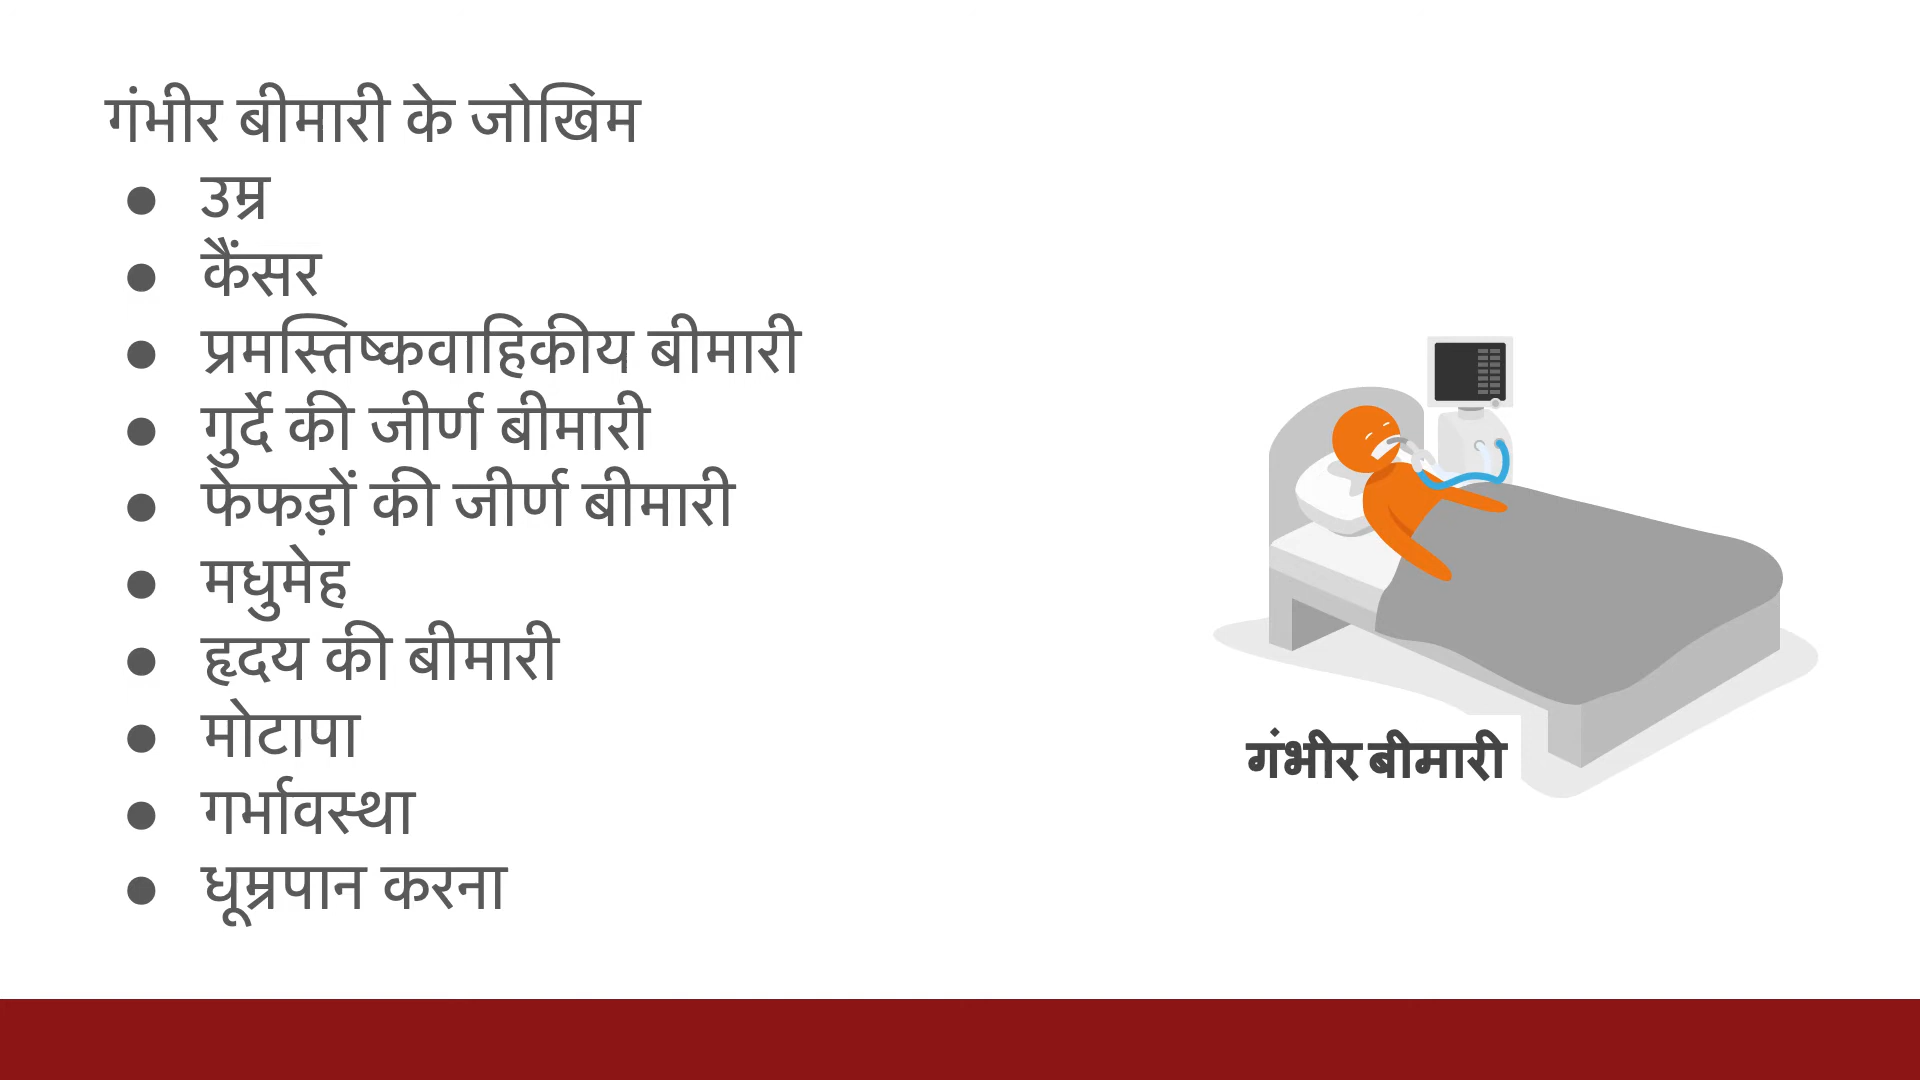 गंभीर बीमारी के जोखिम
● उम्र
● कैंसर
● प्रमस्तिष्कवाहिकीय बीमारी
● गुर्दे की जीर्ण बीमारी
● फेफड़ों की जीर्ण बीमारी
● मधुमेह
● हृदय की बीमारी
● मोटापा
● गर्भावस्था
● धूम्रपान करना
गंभीर बीमारी